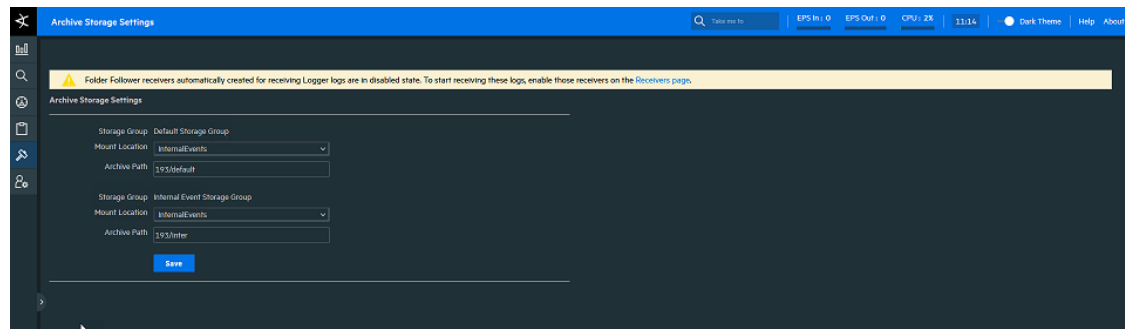 Archive Storage Settings
Take me to
EPS In : 0
EPS Out : 0
CPU : 2%
11:14
Dark Theme
Help
About
Folder Follower receivers automatically created for receiving Logger logs are in disabled state. To start receiving these logs, enable those receivers on the Receivers page.
Archive Storage Settings
Storage Group Default Storage Group
Mount Location InternalEvents
Archive Path 193/default
Storage Group Internal Event Storage Group
Mount Location InternalEvents
Archive Path 193/inter
Save